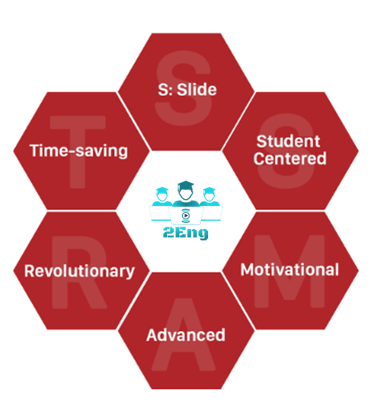 S
S: Slide
S
Student
Centered
M
Motivational
A
Advanced
R
Revolutionary
T
Time-saving
2Eng